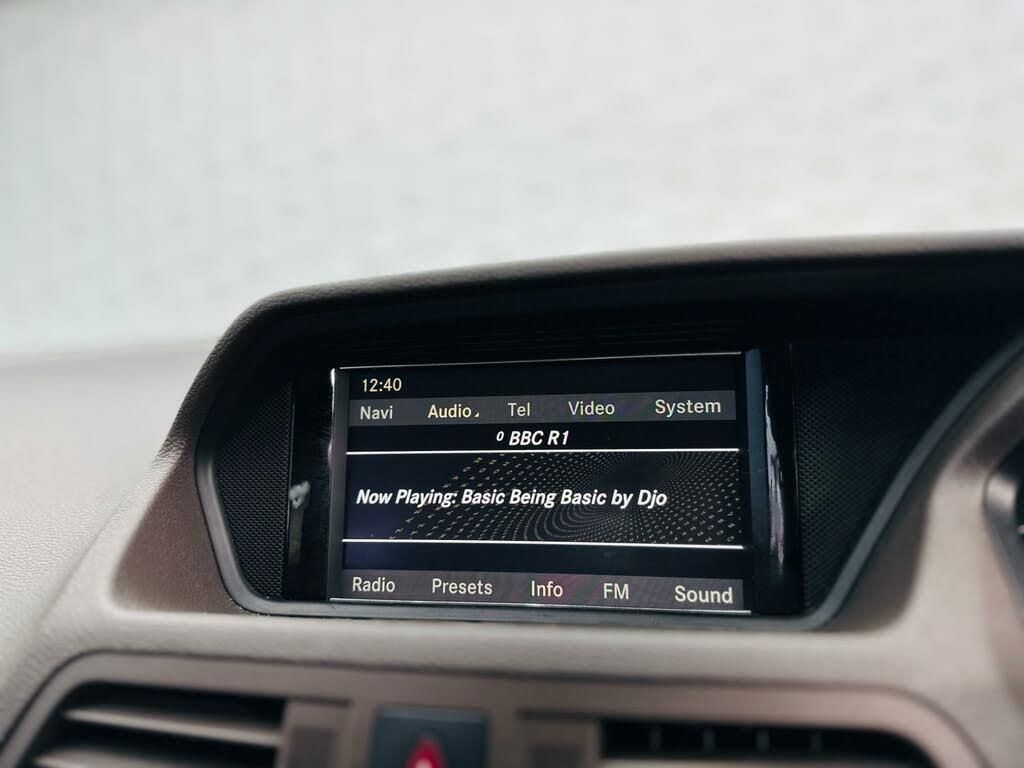 12:40
Navi Audio Tel Video System
0 BBC R1
Now Playing: Basic Being Basic by Djo
Radio Presets Info FM Sound